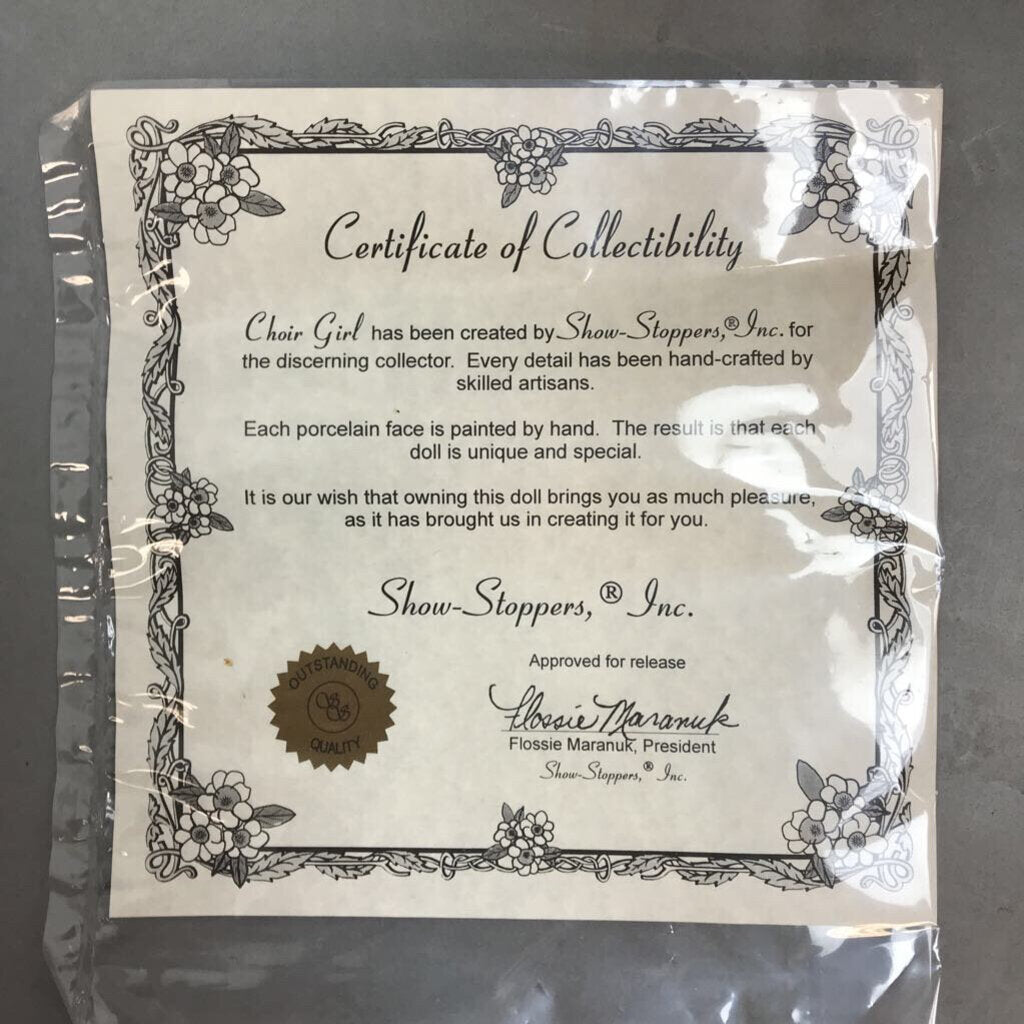 Certificate of Collectibility
Choir Girl has been created by Show-Stoppers,® Inc. for
the discerning collector. Every detail has been hand-crafted by
skilled artisans.
Each porcelain face is painted by hand. The result is that each
doll is unique and special.
It is our wish that owning this doll brings you as much pleasure,
as it has brought us in creating it for you.
Show-Stoppers,® Inc.
OUTSTANDING
SS
QUALITY
Approved for release
Flossie Maranuk
Flossie Maranuk, President
Show-Stoppers,® Inc.